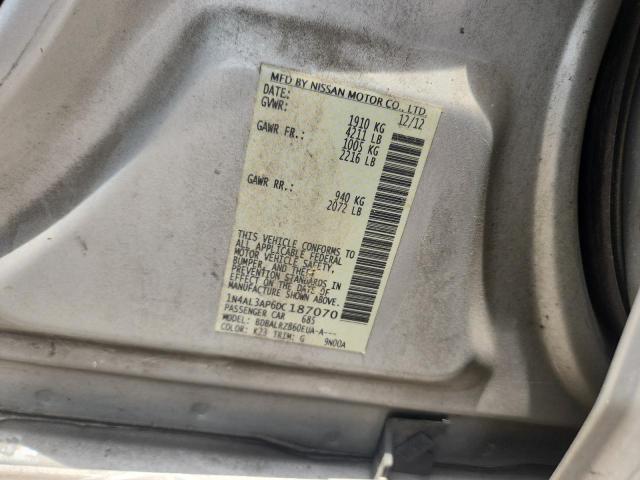 MFD BY NISSAN MOTOR CO., LTD.
DATE: 12/12
GVWR: 1910 KG
4211 LB
GAWR FR.: 1005 KG
2216 LB
GAWR RR.: 940 KG
2072 LB
THIS VEHICLE CONFORMS TO
ALL APPLICABLE FEDERAL
MOTOR VEHICLE SAFETY,
BUMPER, AND THEFT
PREVENTION STANDARDS IN
EFFECT ON THE DATE OF
MANUFACTURE SHOWN ABOVE.
1N4AL3AP6DC187070
PASSENGER CAR 685
MODEL: BDBALRZB60EUA-A---
COLOR: K23 TRIM: G 9N00A